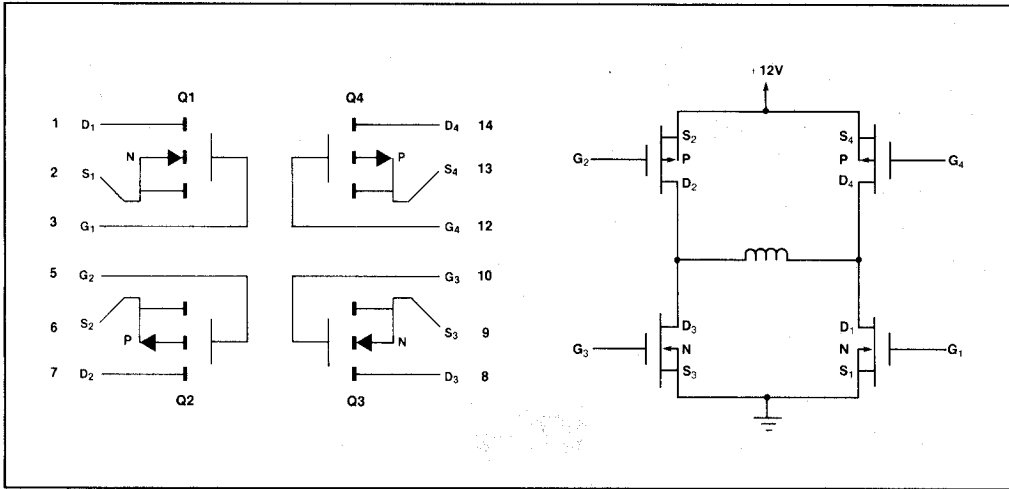 Q1 Q4
1 D1 D4 14
N P
2 S1 S4 13
3 G1 G4 12
5 G2 G3 10
6 S2 S3 9
P N
7 D2 D3 8
Q2 Q3
+12V
S2 S4
G2 P P G4
D2 D4
D3 D1
G3 N N G1
S3 S1